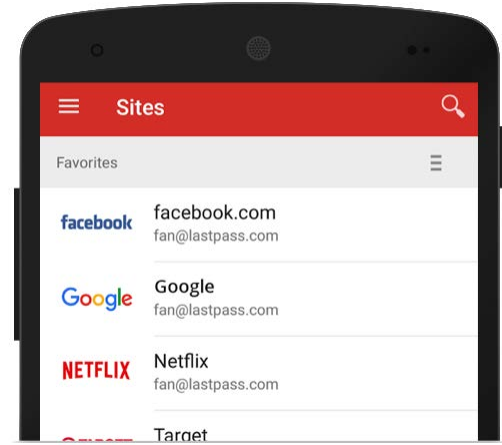 Sites
Favorites
facebook
facebook.com
fan@lastpass.com
Google
Google
fan@lastpass.com
NETFLIX
Netflix
fan@lastpass.com
Target